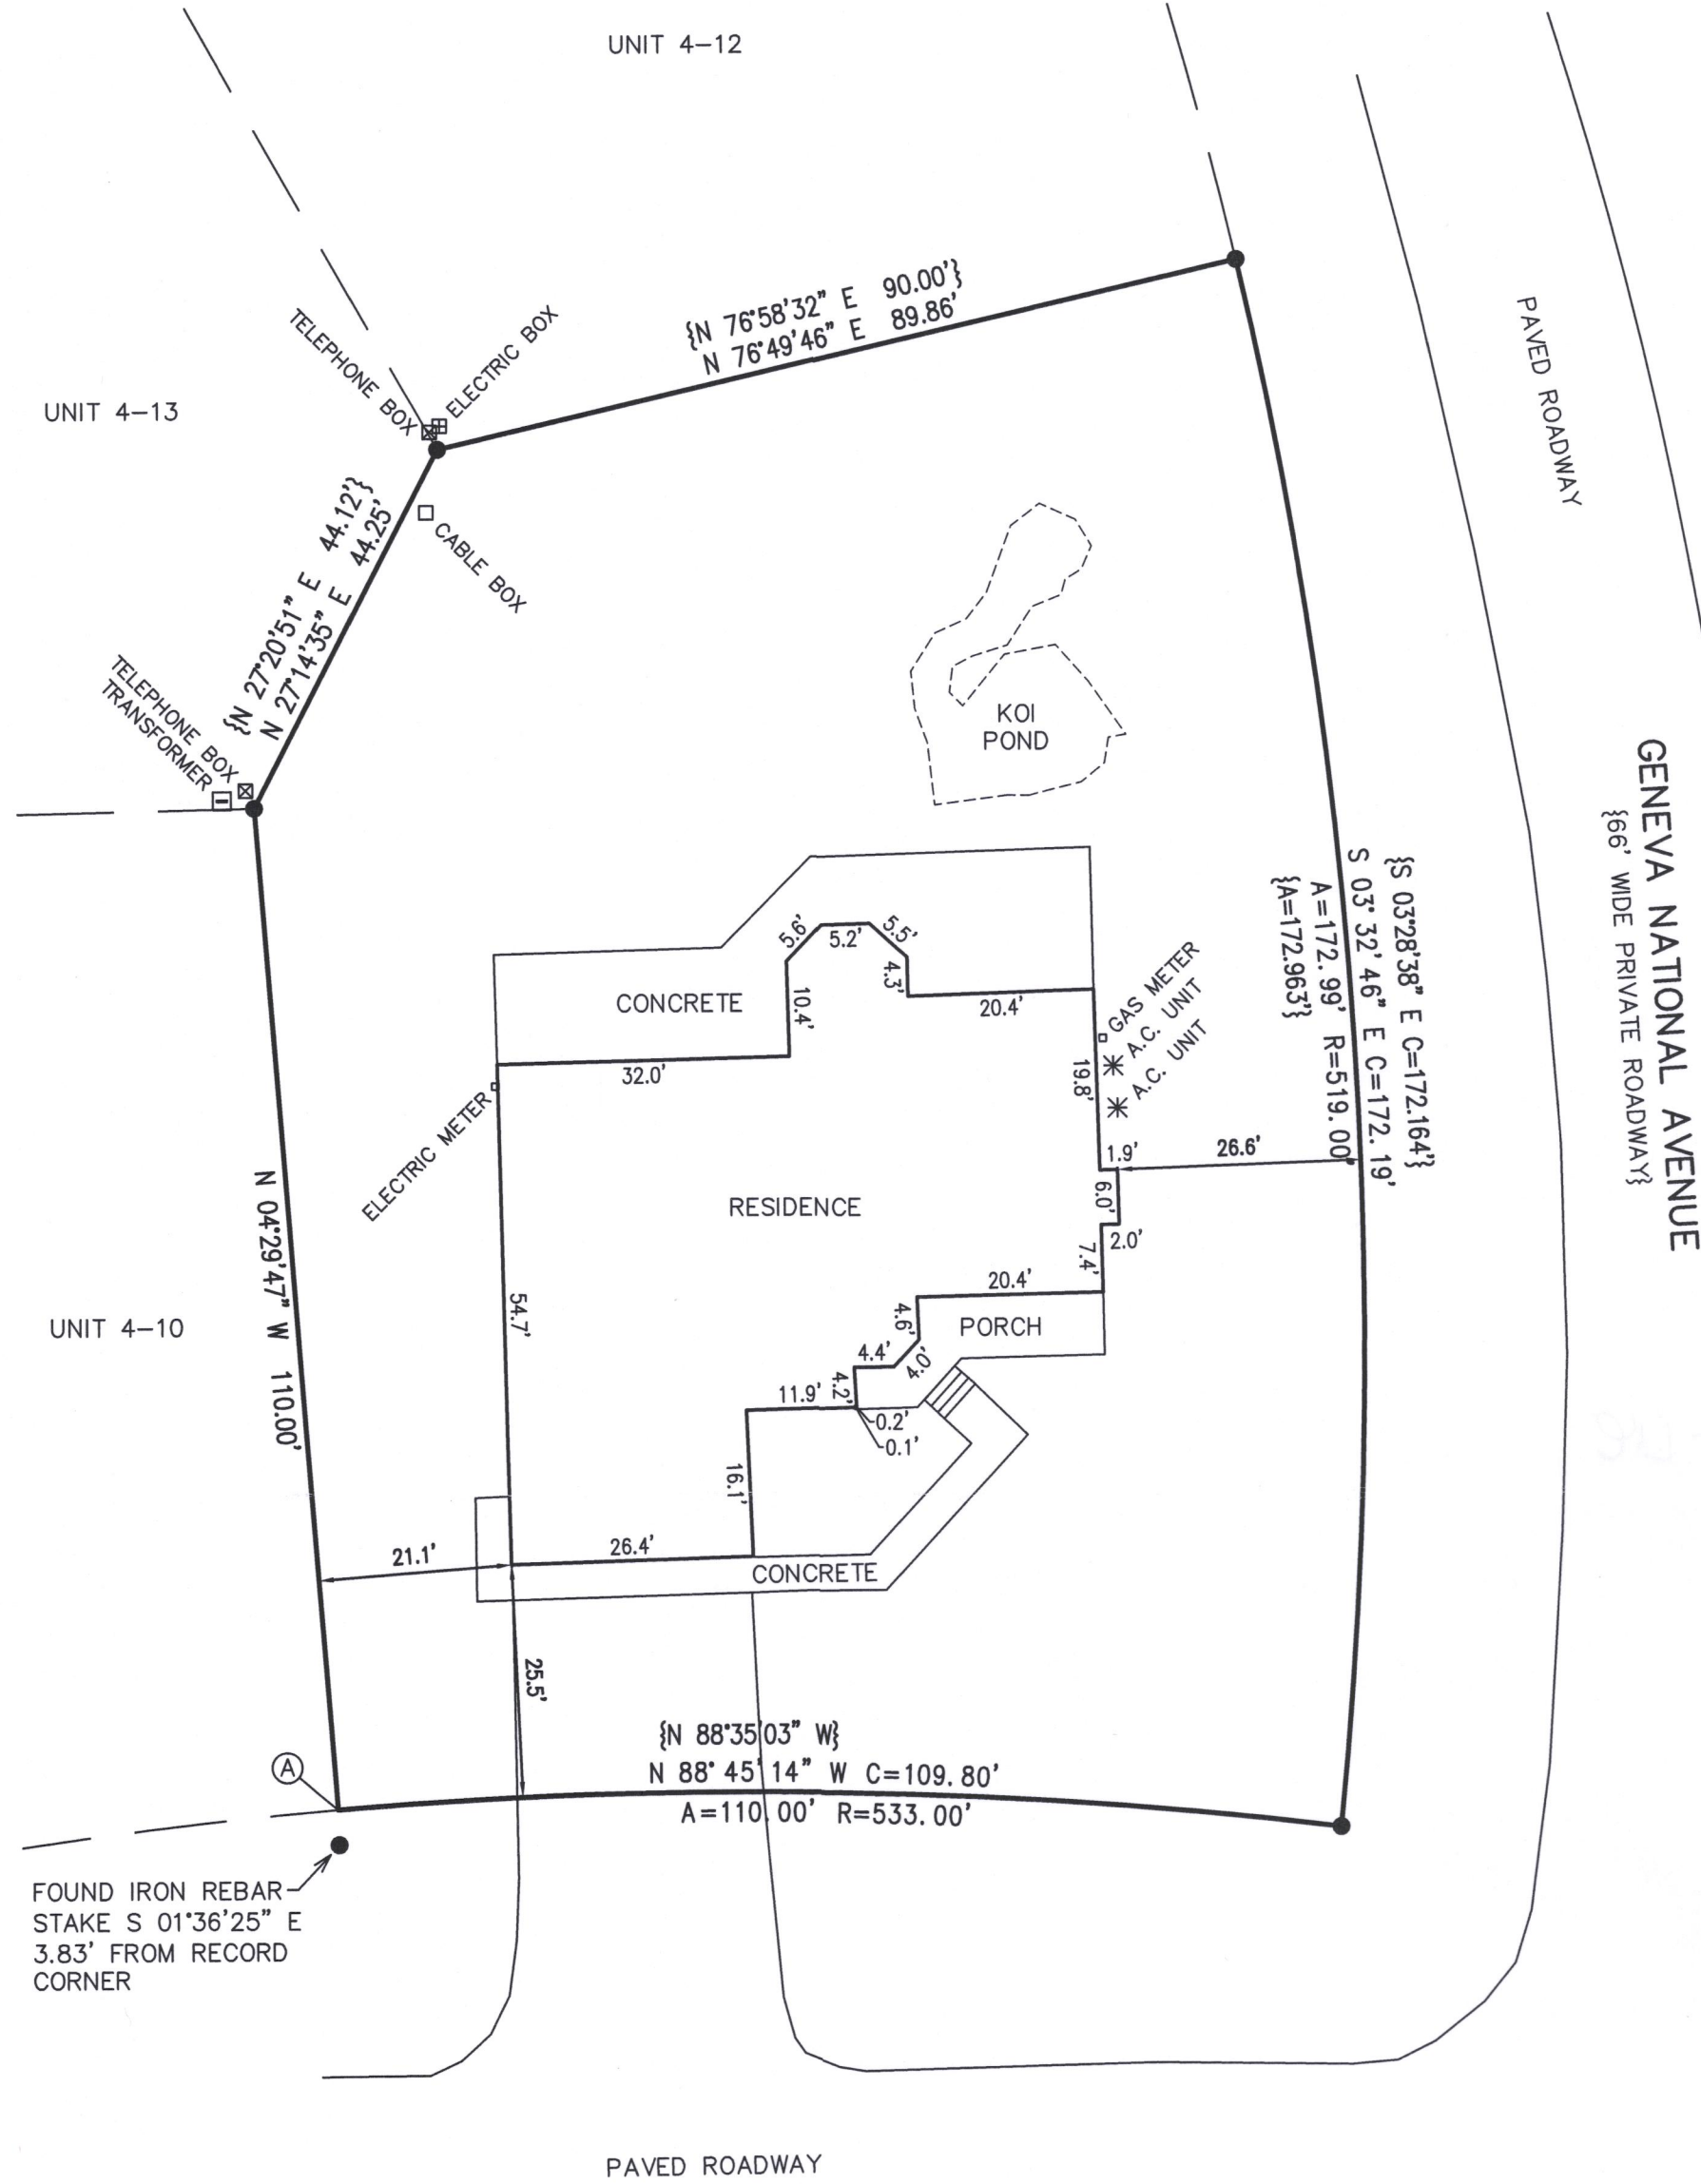 UNIT 4-12
{N 76°58'32" E 90.00'}
N 76°49'46" E 89.86'
TELEPHONE BOX
ELECTRIC BOX
UNIT 4-13
{N 27°20'51" E 44.12'}
N 27°14'35" E 44.25'
CABLE BOX
TELEPHONE BOX
TRANSFORMER
PAVED ROADWAY
KOI
POND
GENEVA NATIONAL AVENUE
{66' WIDE PRIVATE ROADWAY}
{S 03°28'38" E C=172.164'}
S 03°32'46" E C=172.19'
A=172.99' R=519.00'
{A=172.963'}
5.6'
5.2'
5.5'
4.3'
CONCRETE
10.4'
20.4'
GAS METER
A.C. UNIT
A.C. UNIT
32.0'
19.8'
ELECTRIC METER
1.9'
26.6'
6.0'
RESIDENCE
2.0'
7.4'
N 04°29'47" W 110.00'
20.4'
54.7'
4.6'
PORCH
UNIT 4-10
4.4'
4.0'
11.9'
4.2'
0.2'
0.1'
16.1'
21.1'
26.4'
CONCRETE
25.5'
{N 88°35'03" W}
N 88°45'14" W C=109.80'
A=110.00' R=533.00'
A
FOUND IRON REBAR
STAKE S 01°36'25" E
3.83' FROM RECORD
CORNER
PAVED ROADWAY